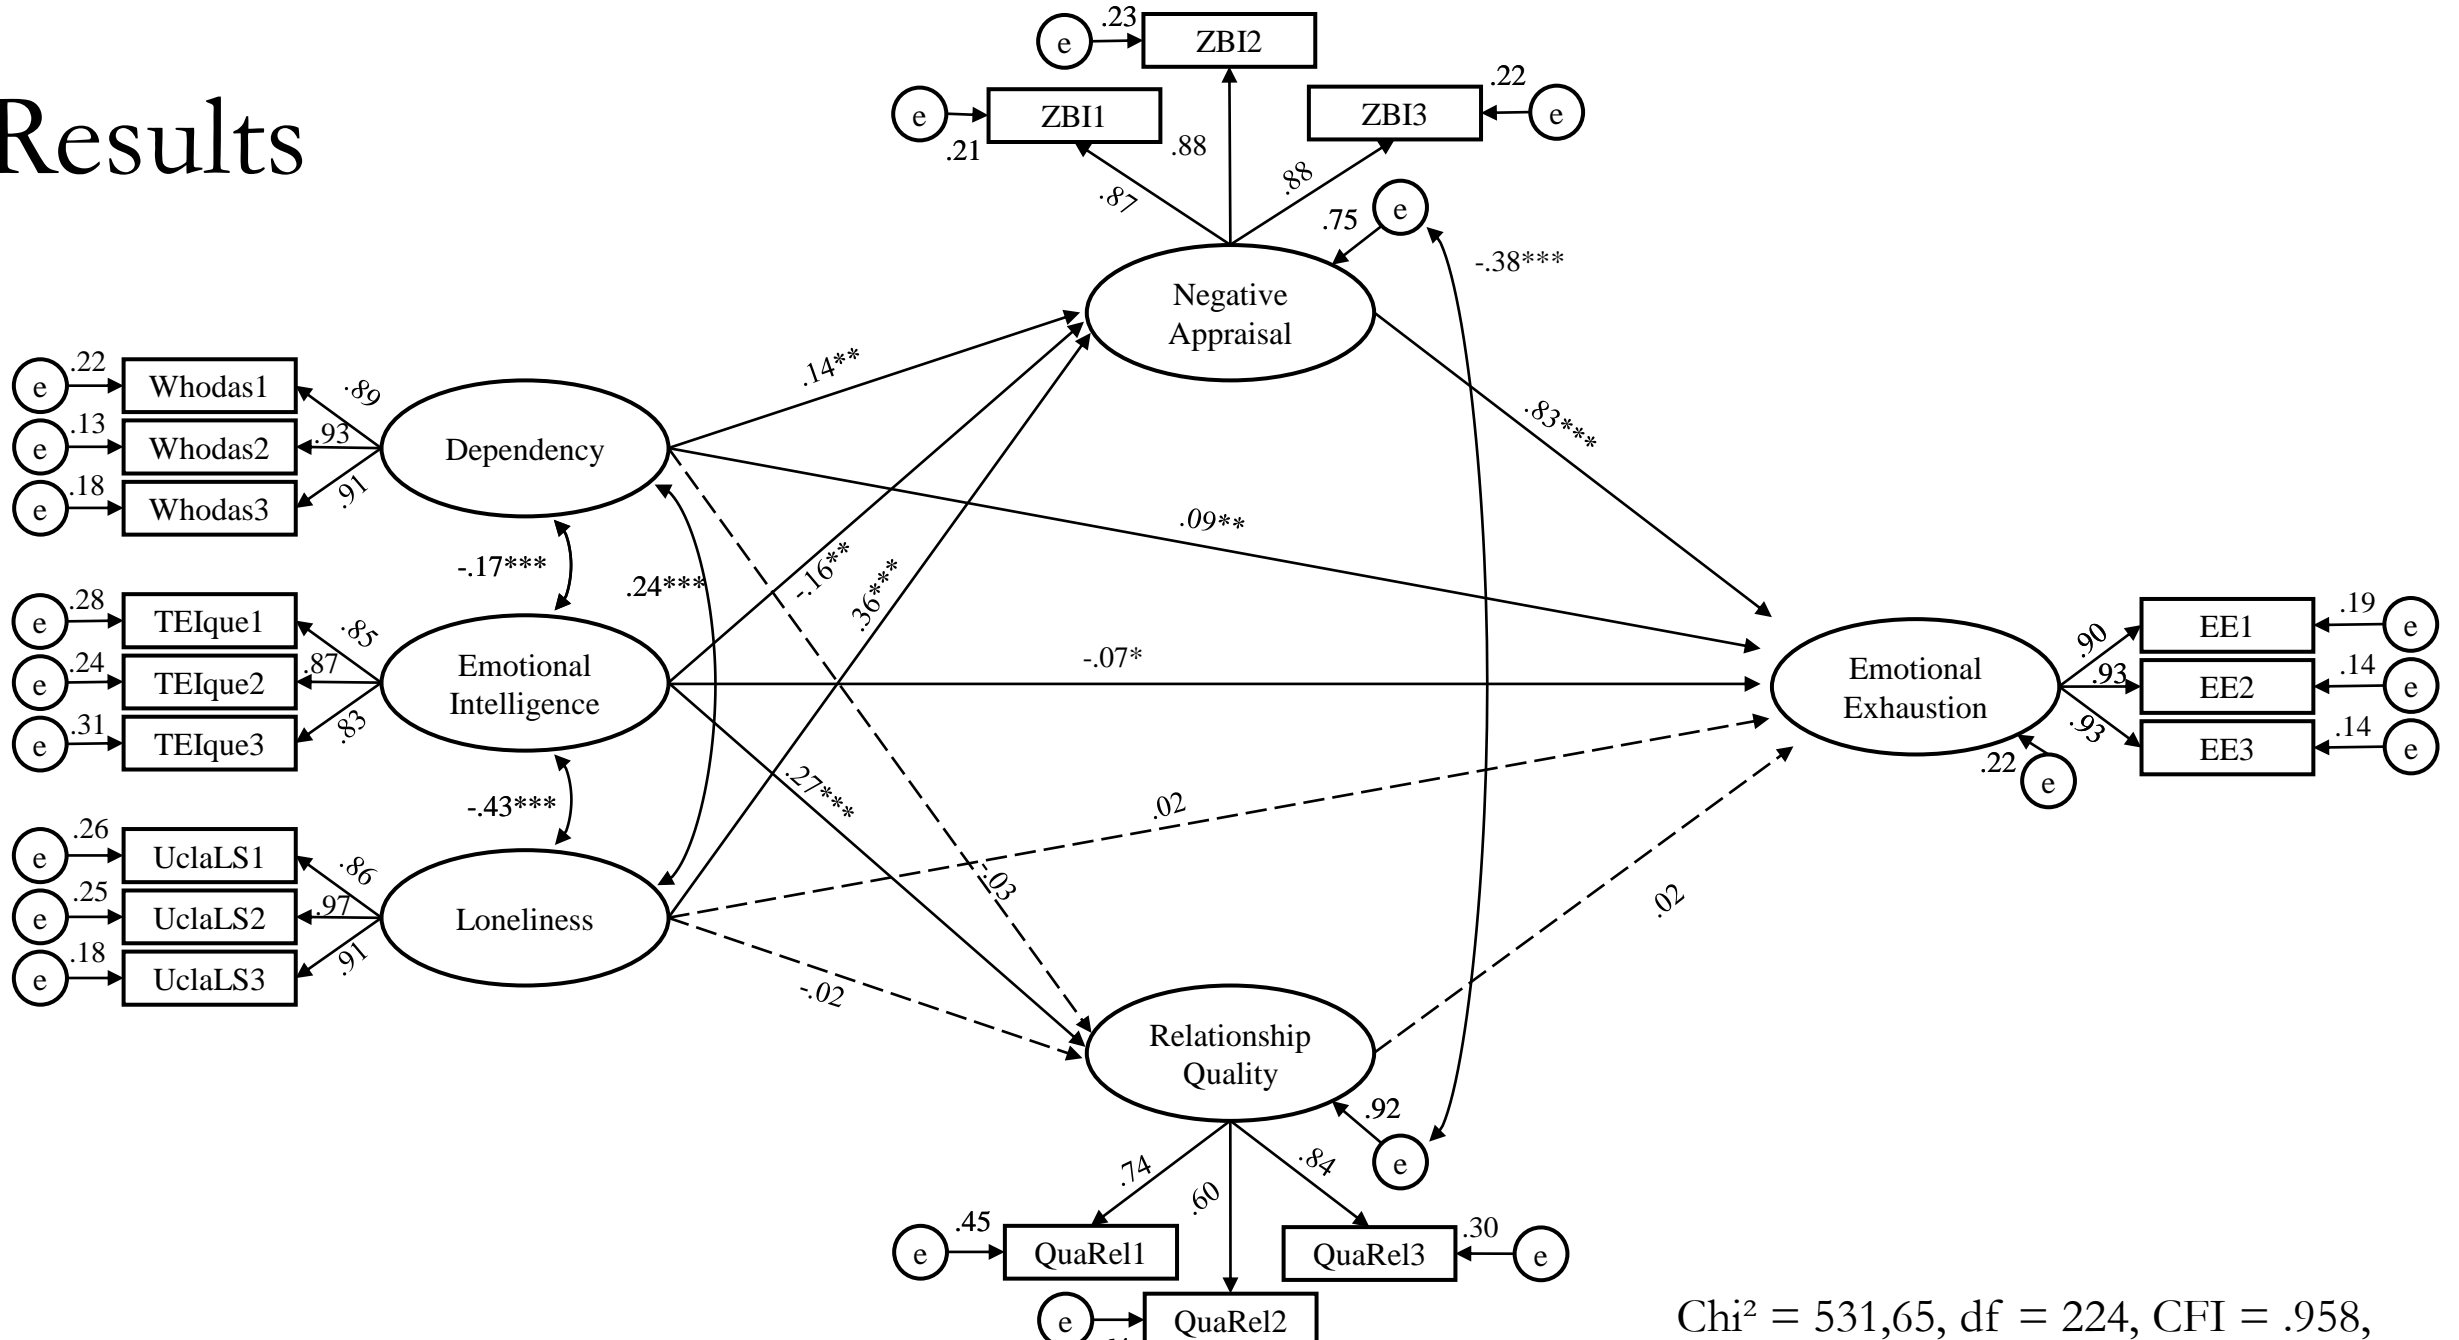 Results
.23
e
ZBI2
.22
e
ZBI1
ZBI3
e
.21
.88
.87
.88
.75
e
-.38***
Negative
Appraisal
.14**
.83***
.22
e
Whodas1
.89
.13
e
Whodas2
.93
.18
e
Whodas3
.91
Dependency
.09**
-.17***
.24***
-.16**
.36***
.28
e
TEIque1
.85
.24
e
TEIque2
.87
.31
e
TEIque3
.83
Emotional
Intelligence
-.07*
Emotional
Exhaustion
.90
EE1
.19
e
.93
EE2
.14
e
.93
EE3
.14
e
.22
e
-.43***
.27***
.02
-.03
.02
.26
e
UclaLS1
.86
.25
e
UclaLS2
.97
.18
e
UclaLS3
.91
Loneliness
-.02
Relationship
Quality
.92
e
.74
.60
.84
.45
e
QuaRel1
QuaRel3
.30
e
e
QuaRel2
Chi² = 531,65, df = 224, CFI = .958,